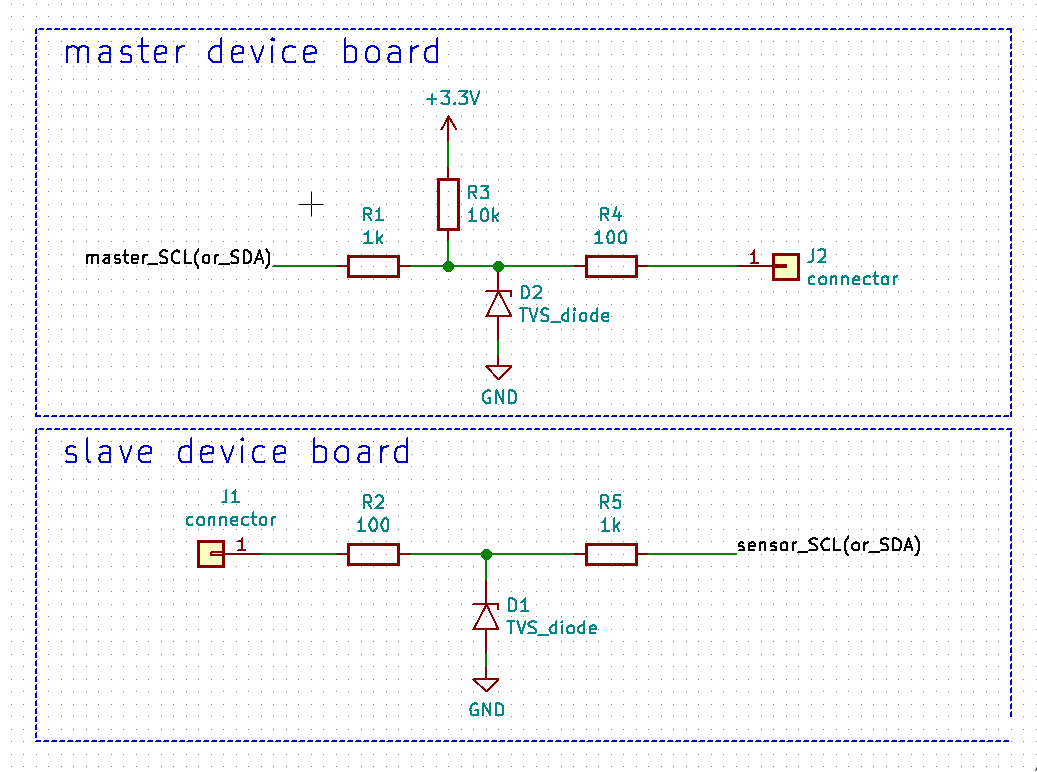 master device board
+3.3V
R3
10k
R1
1k
R4
100
master_SCL(or_SDA)
1
J2
connector
D2
TVS_diode
GND
slave device board
J1
connector
1
R2
100
R5
1k
sensor_SCL(or_SDA)
D1
TVS_diode
GND